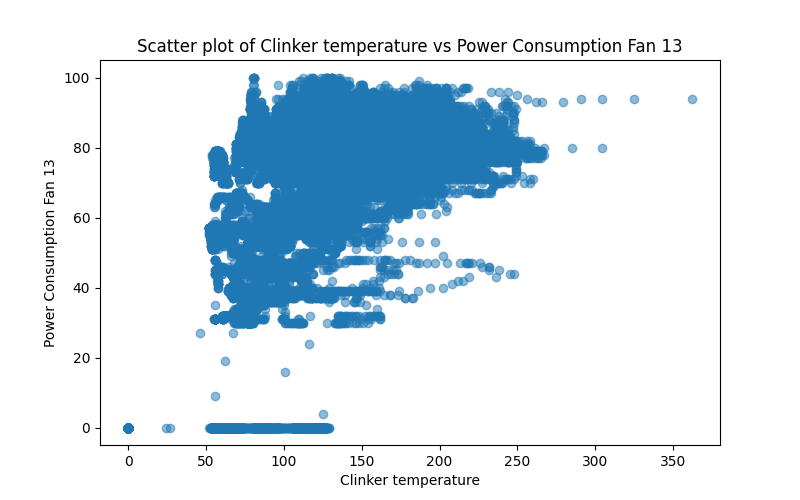 Scatter plot of Clinker temperature vs Power Consumption Fan 13
100
80
60
40
20
0
Power Consumption Fan 13
0 50 100 150 200 250 300 350
Clinker temperature